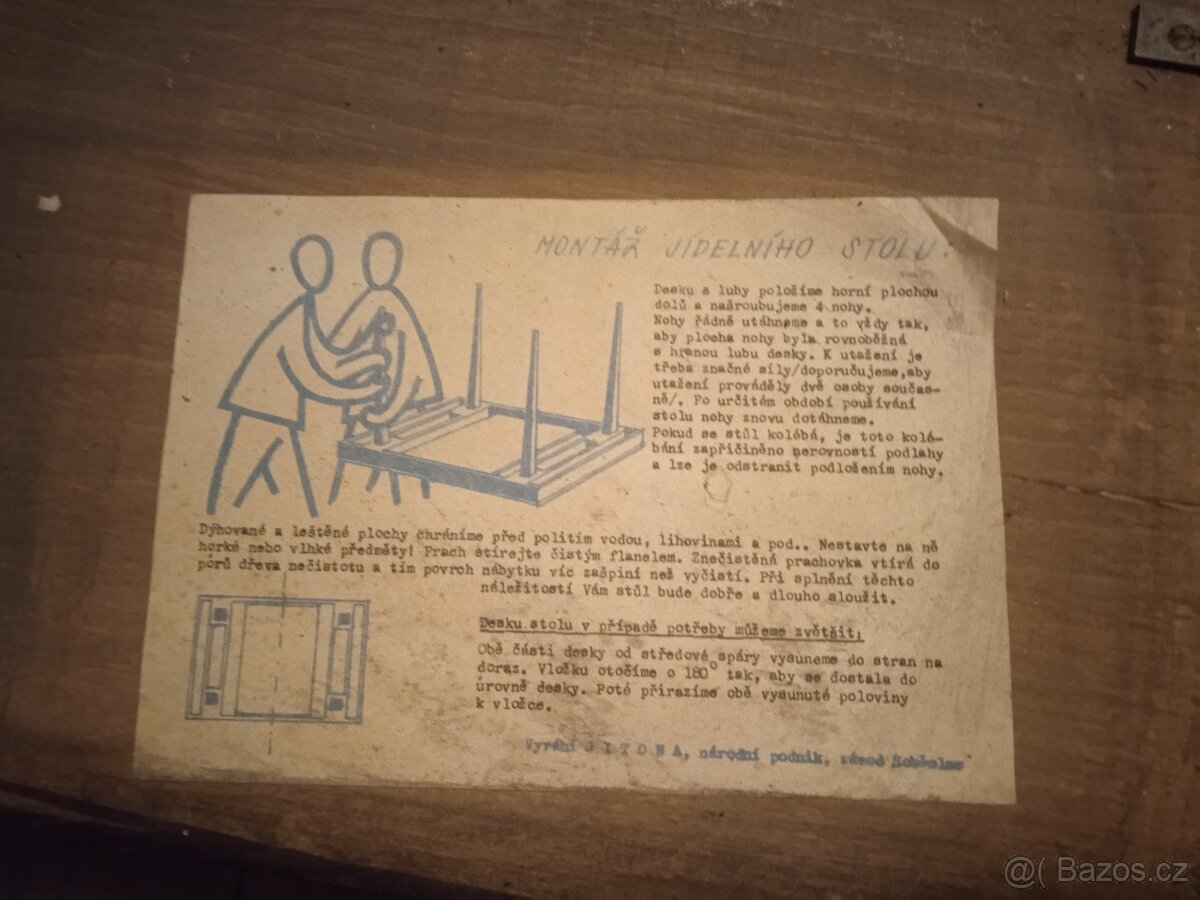 MONTÁŽ JÍDELNÍHO STOLU:
Desku s luby položíme horní plochou
dolů a našroubujeme 4 nohy.
Nohy řádně utáhneme a to vždy tak,
aby plocha nohy byla rovnoběžná
s hranou lubu desky. K utažení je
třeba značné síly/doporučujeme,aby
utažení prováděly dvě osoby součas-
ně/. Po určitém období používání
stolu nohy znovu dotáhneme.
Pokud se stůl kolébá, je toto kolé-
bání zapříčiněno nerovností podlahy
a lze je odstranit podložením nohy.
Dýhované a leštěné plochy chráníme před politím vodou, lihovinami a pod.. Nestavte na ně
horké nebo vlhké předměty! Prach stírejte čistým flanelem. Znečistěná prachovka vtírá do
pórů dřeva nečistotu a tím povrch nábytku víc zašpiní než vyčistí. Při splnění těchto
náležitostí Vám stůl bude dobře a dlouho sloužit.
Desku stolu v případě potřeby můžeme zvětšit:
Obě části desky od středové spáry vysuneme do stran na
doraz. Vložku otočíme o 180° tak, aby se dostala do
úrovně desky. Poté přirazíme obě vysunuté poloviny
k vložce.
Vyrábí J I T O N A, národní podnik, závod Soběslav
@( Bazos.cz